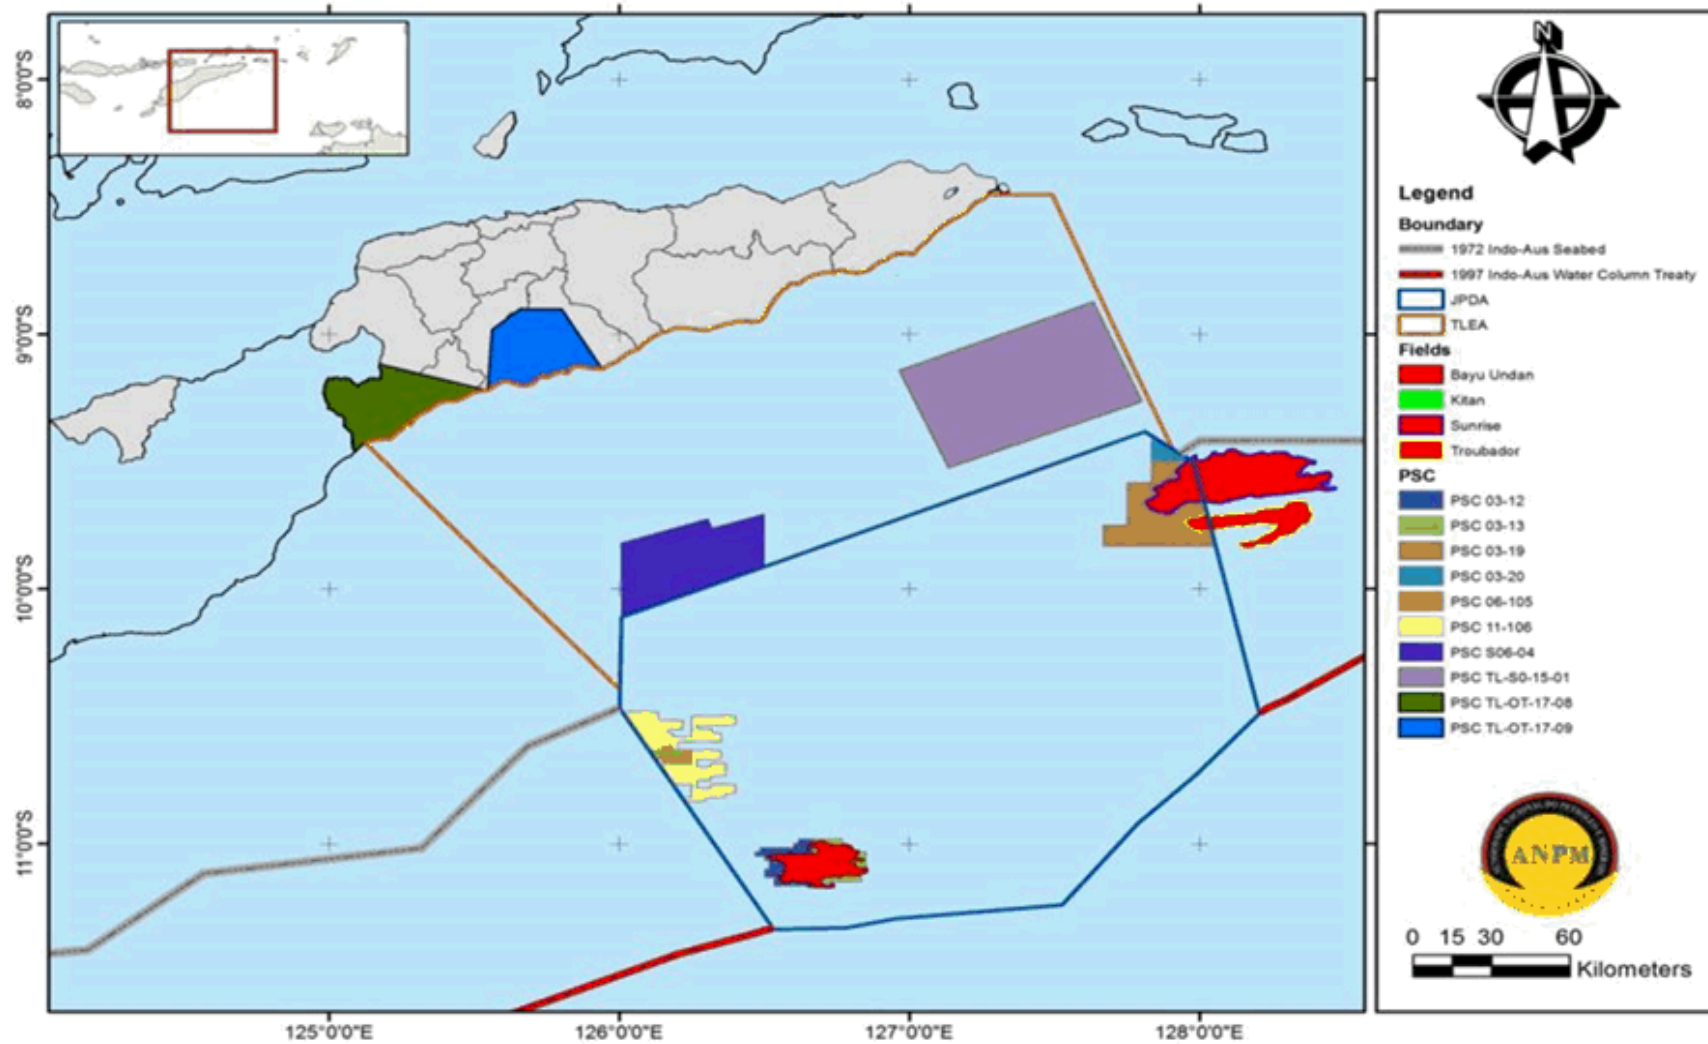 8°0'0"S
9°0'0"S
10°0'0"S
11°0'0"S
125°0'0"E
126°0'0"E
127°0'0"E
128°0'0"E
N
Legend
Boundary
1972 Indo-Aus Seabed
1997 Indo-Aus Water Column Treaty
JPDA
TLEA
Fields
Bayu Undan
Kitan
Sunrise
Troubador
PSC
PSC 03-12
PSC 03-13
PSC 03-19
PSC 03-20
PSC 06-105
PSC 11-106
PSC S06-04
PSC TL-S0-15-01
PSC TL-OT-17-08
PSC TL-OT-17-09
ANPM
0 15 30 60
Kilometers